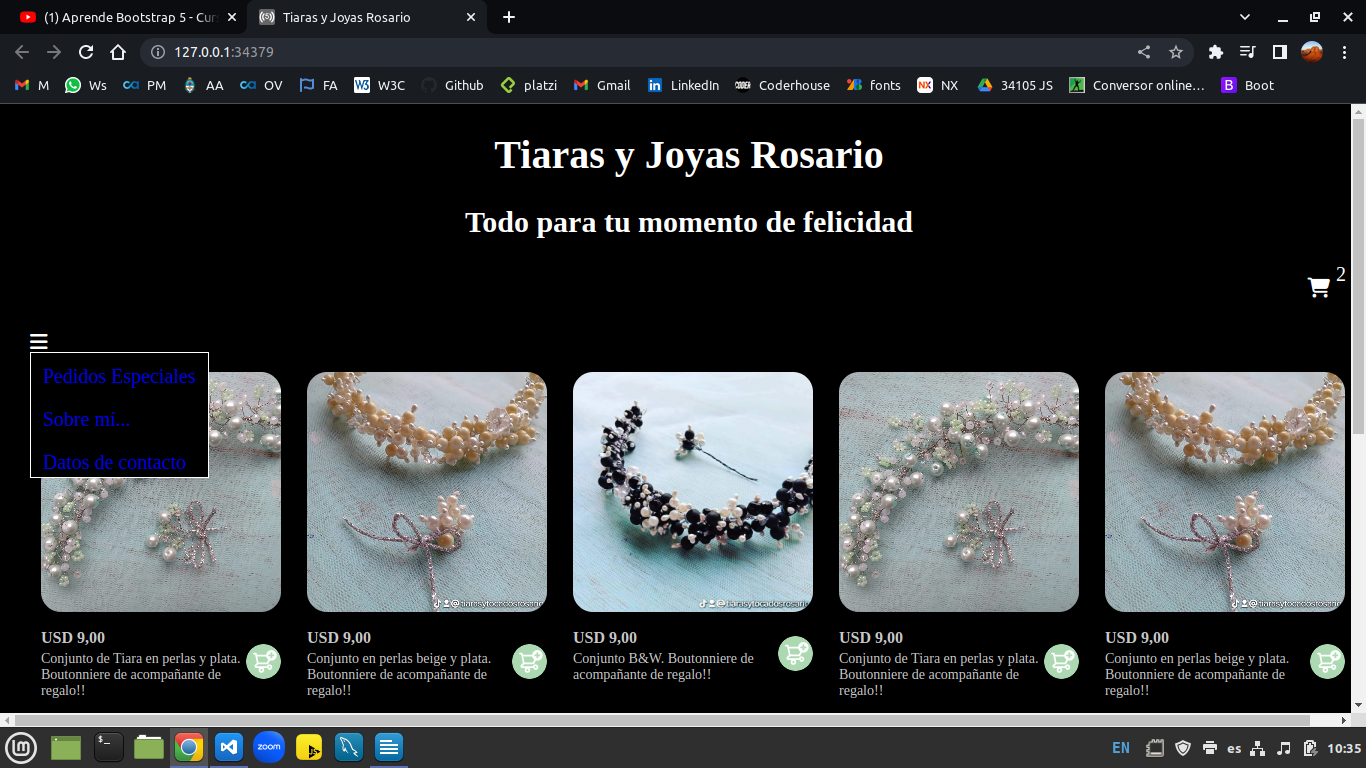 (1) Aprende Bootstrap 5 - Curs
Tiaras y Joyas Rosario
127.0.0.1:34379
M
Ws
PM
AA
OV
FA
W3C
Github
platzi
Gmail
LinkedIn
Coderhouse
fonts
NX
34105 JS
Conversor online...
Boot
Tiaras y Joyas Rosario
Todo para tu momento de felicidad
2
Pedidos Especiales
Sobre mí...
Datos de contacto
@tiarasytocadosrosario
@tiarasytocadosrosario
@tiarasytocadosrosario
USD 9,00
Conjunto de Tiara en perlas y plata.
Boutonniere de acompañante de
regalo!!
USD 9,00
Conjunto en perlas beige y plata.
Boutonniere de acompañante de
regalo!!
USD 9,00
Conjunto B&W. Boutonniere de
acompañante de regalo!!
USD 9,00
Conjunto de Tiara en perlas y plata.
Boutonniere de acompañante de
regalo!!
USD 9,00
Conjunto en perlas beige y plata.
Boutonniere de acompañante de
regalo!!
zoom
EN
es
10:35